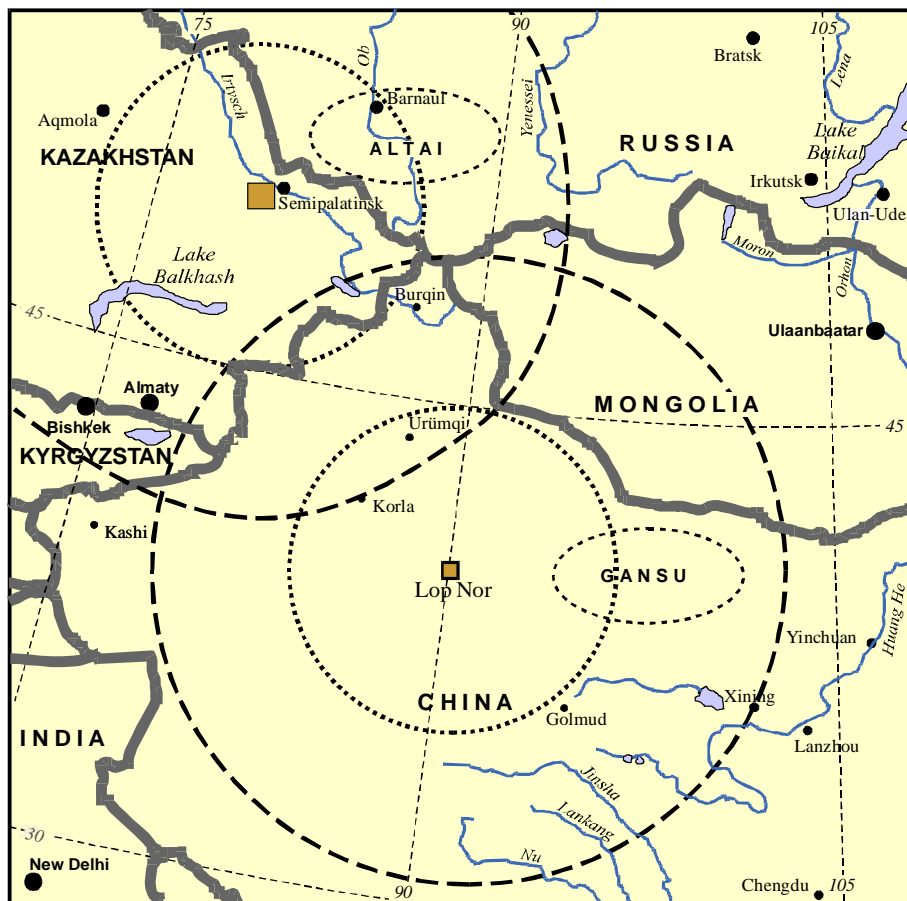 75
90
105
Bratsk
Ob
Irtysch
Lena
Yenessei
Barnaul
Aqmola
ALTAI
RUSSIA
Lake
Baikal
KAZAKHSTAN
Irkutsk
Semipalatinsk
Ulan-Ude
Lake
Balkhash
Moron
Orhon
Burqin
45
Ulaanbaatar
Almaty
MONGOLIA
Bishkek
Urümqi
45
KYRGYZSTAN
Korla
Kashi
GANSU
Lop Nor
Huang He
Yinchuan
CHINA
Xining
Golmud
INDIA
Lanzhou
Jinsha
Lankang
30
Nu
New Delhi
90
Chengdu
105